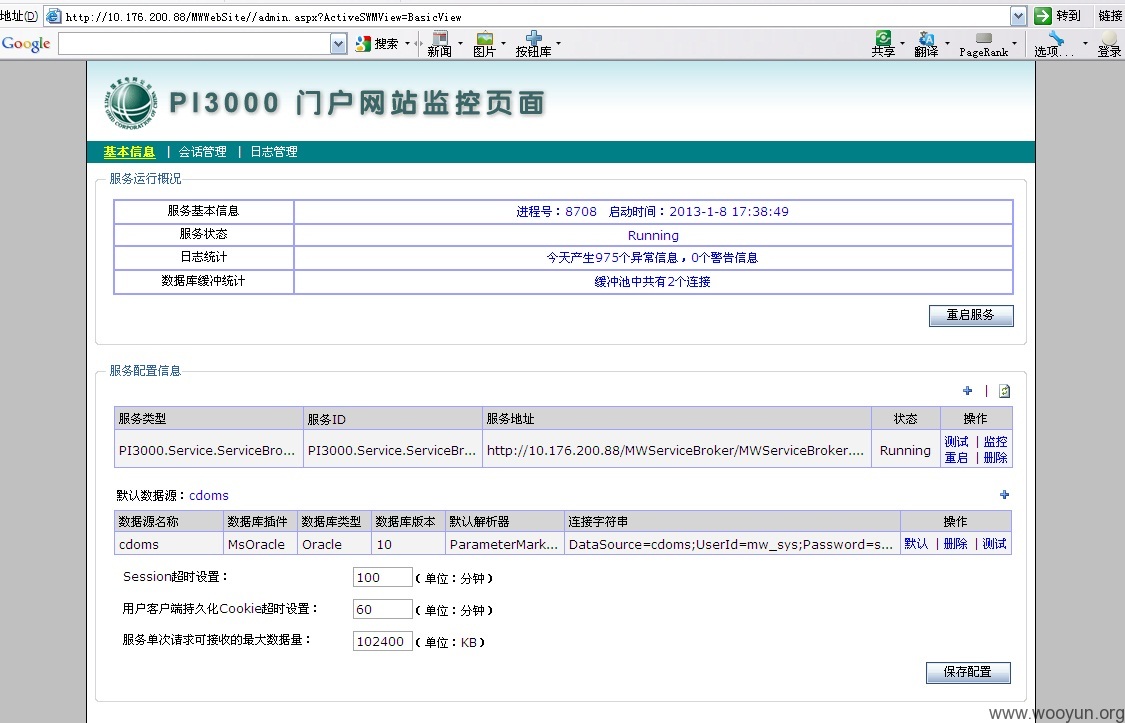 地址(D) http://10.176.200.88/MWWebSite//admin.aspx?ActiveSWMView=BasicView 转到 链接
Google 搜索 新闻 图片 按钮库 共享 翻译 PageRank 选项... 登录
PI3000 门户网站监控页面
基本信息 | 会话管理 | 日志管理
服务运行概况
服务基本信息 进程号：8708 启动时间：2013-1-8 17:38:49
服务状态 Running
日志统计 今天产生975个异常信息，0个警告信息
数据库缓冲统计 缓冲池中共有2个连接
重启服务
服务配置信息
服务类型 服务ID 服务地址 状态 操作
PI3000.Service.ServiceBro... PI3000.Service.ServiceBr... http://10.176.200.88/MWServiceBroker/MWServiceBroker.... Running 测试 | 监控
重启 | 删除
默认数据源：cdoms
数据源名称 数据库插件 数据库类型 数据库版本 默认解析器 连接字符串 操作
cdoms MsOracle Oracle 10 ParameterMark... DataSource=cdoms;UserId=mw_sys;Password=s... 默认 | 删除 | 测试
Session超时设置： 100 (单位：分钟)
用户客户端持久化Cookie超时设置： 60 (单位：分钟)
服务单次请求可接收的最大数据量： 102400 (单位：KB)
保存配置
www.wooyun.org